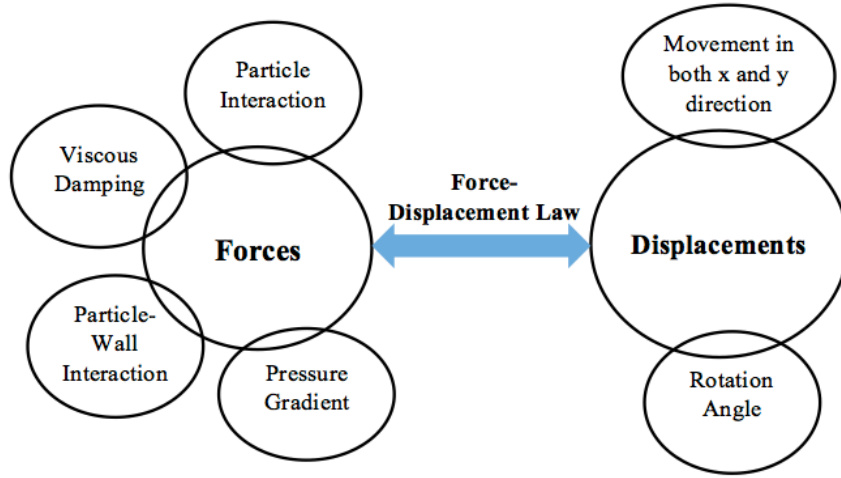 Particle
Interaction
Viscous
Damping
Forces
Particle-
Wall
Interaction
Pressure
Gradient
Force-
Displacement Law
Movement in
both x and y
direction
Displacements
Rotation
Angle